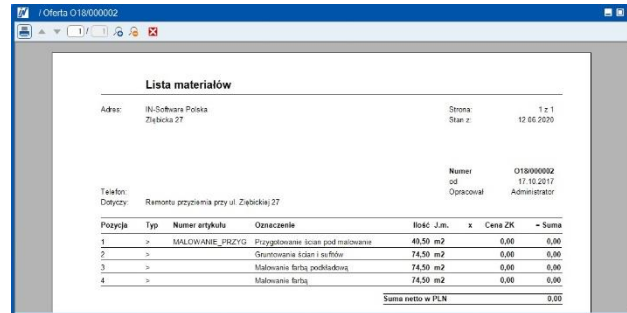 / Oferta O18/000002
1 / 1
Lista materiałów
Adres: IN-Software Polska Strona: 1 z 1
Ziębicka 27 Stan z: 12.06.2020
Numer O18/000002
od 17.10.2017
Telefon: Opracował Administrator
Dotyczy: Remontu przyziemia przy ul. Ziębickiej 27
Pozycja Typ Numer artykułu Oznaczenie Ilość J.m. x Cena ZK = Suma
1 > MALOWANIE_PRZYG Przygotowanie ścian pod malowanie 40,50 m2 0,00 0,00
2 > Gruntowanie ścian i sufitów 74,50 m2 0,00 0,00
3 > Malowanie farbą podkładową 74,50 m2 0,00 0,00
4 > Malowanie farbą 74,50 m2 0,00 0,00
Suma netto w PLN 0,00